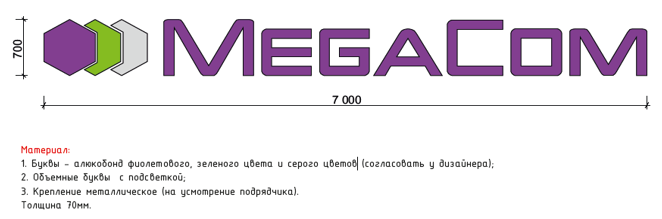 700
MEGACOM
7 000
Материал:
1. Буквы - алюкобонд фиолетового, зеленого цвета и серого цветов (согласовать у дизайнера);
2. Объемные буквы с подсветкой;
3. Крепление металлическое (на усмотрение подрядчика).
Толщина 70мм.